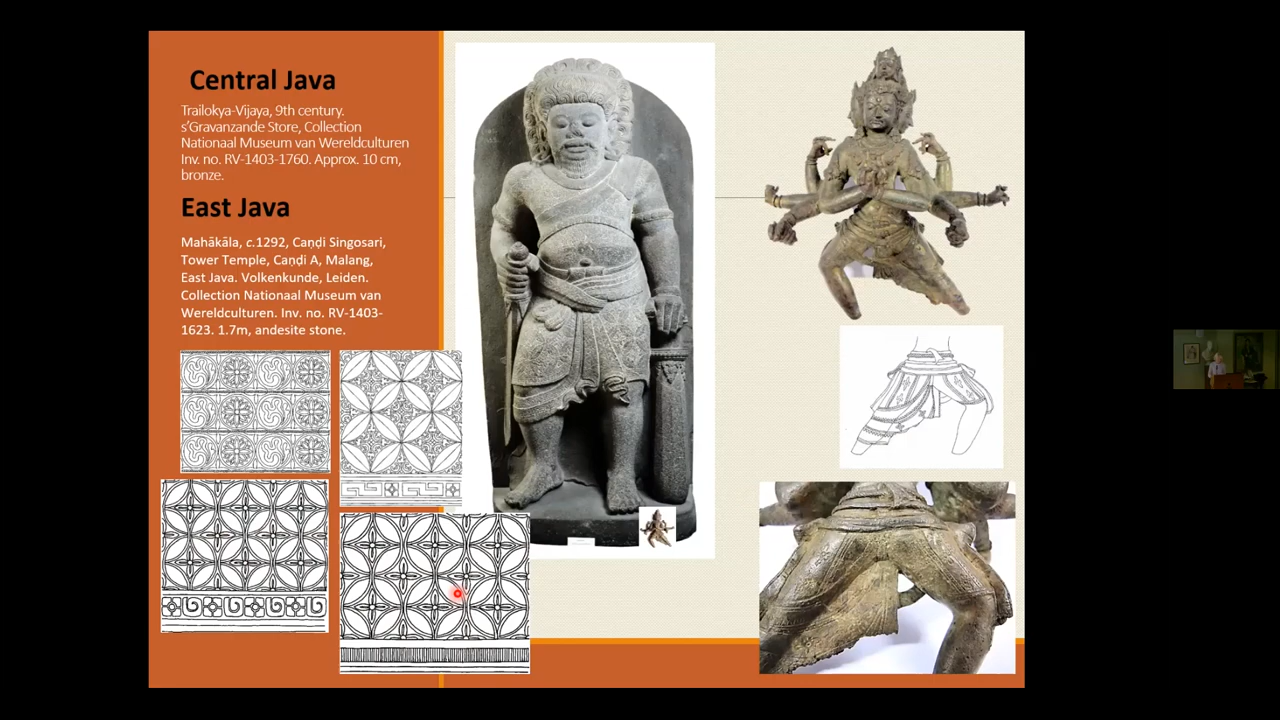 Central Java
Trailokya-Vijaya, 9th century.
s'Gravanzande Store, Collection
Nationaal Museum van Wereldculturen
Inv. no. RV-1403-1760. Approx. 10 cm,
bronze.
East Java
Mahākāla, c.1292, Caṇḍi Singosari,
Tower Temple, Caṇḍi A, Malang,
East Java. Volkenkunde, Leiden.
Collection Nationaal Museum van
Wereldculturen. Inv. no. RV-1403-
1623. 1.7m, andesite stone.